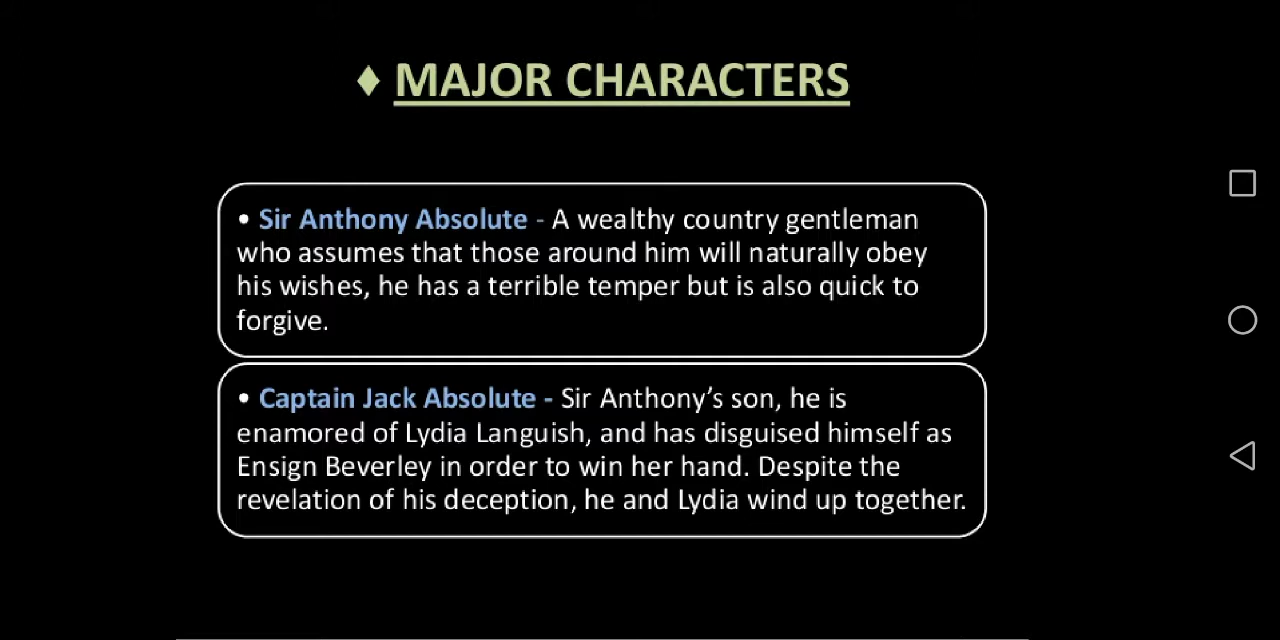 ♦ MAJOR CHARACTERS
• Sir Anthony Absolute - A wealthy country gentleman
who assumes that those around him will naturally obey
his wishes, he has a terrible temper but is also quick to
forgive.
• Captain Jack Absolute - Sir Anthony’s son, he is
enamored of Lydia Languish, and has disguised himself as
Ensign Beverley in order to win her hand. Despite the
revelation of his deception, he and Lydia wind up together.